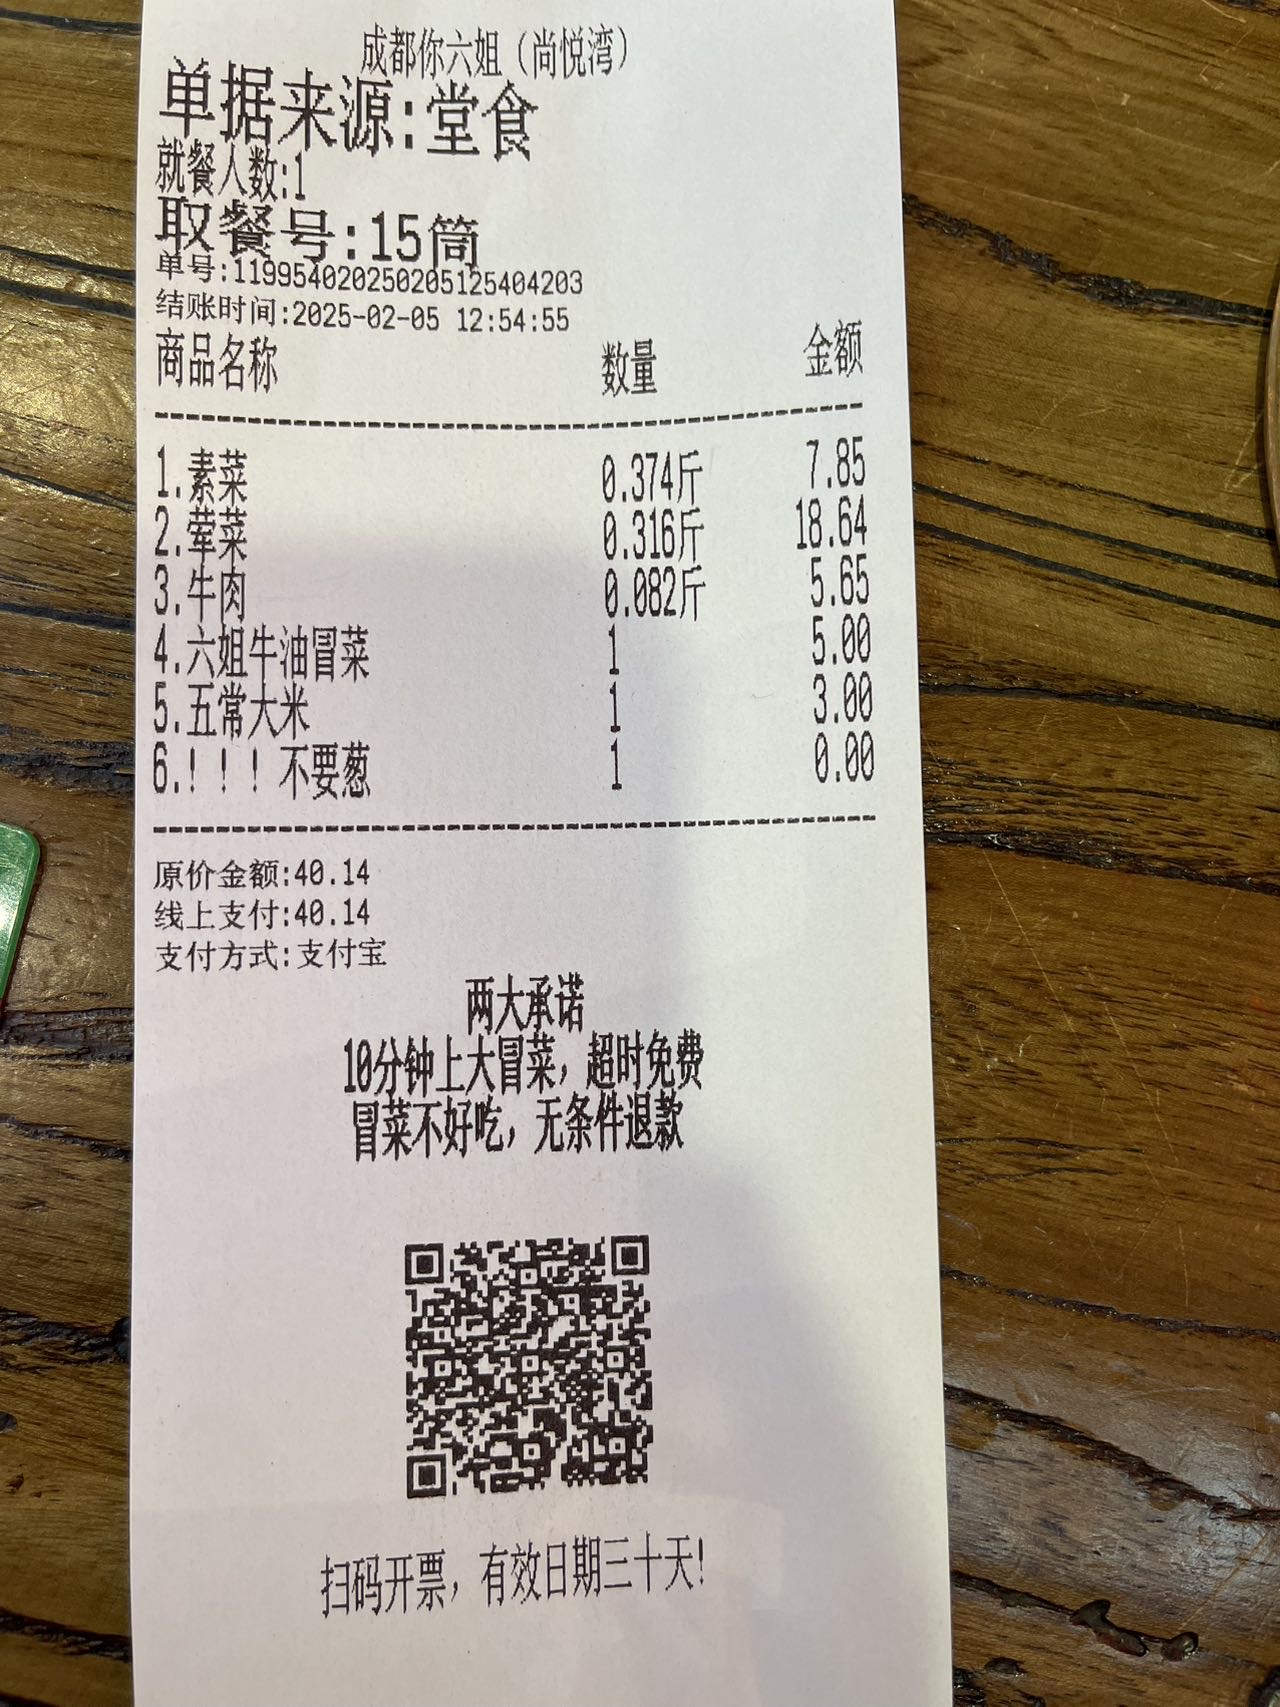 成都你六姐（尚悦湾）
单据来源:堂食
就餐人数:1
取餐号:15筒
单号:11995402025020512540​4203
结账时间:2025-02-05 12:54:55
商品名称 数量 金额
1.素菜 0.374斤 7.85
2.荤菜 0.316斤 18.64
3.牛肉 0.082斤 5.65
4.六姐牛油冒菜 1 5.00
5.五常大米 1 3.00
6.！！！不要葱 1 0.00
原价金额:40.14
线上支付:40.14
支付方式:支付宝
两大承诺
10分钟上大冒菜，超时免费
冒菜不好吃，无条件退款
扫码开票，有效日期三十天!